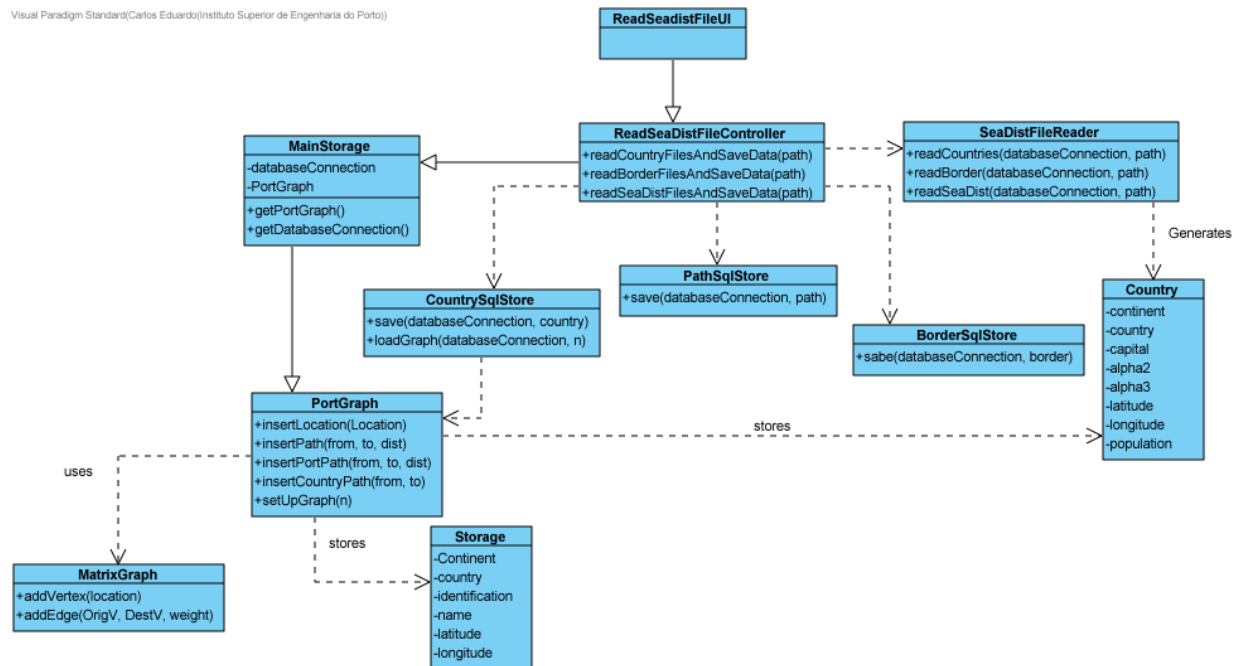 Visual Paradigm Standard(Carlos Eduardo(Instituto Superior de Engenharia do Porto))
ReadSeadistFileUI
MainStorage
-databaseConnection
-PortGraph
+getPortGraph()
+getDatabaseConnection()
ReadSeaDistFileController
+readCountryFilesAndSaveData(path)
+readBorderFilesAndSaveData(path)
+readSeaDistFilesAndSaveData(path)
SeaDistFileReader
+readCountries(databaseConnection, path)
+readBorder(databaseConnection, path)
+readSeaDist(databaseConnection, path)
Generates
CountrySqlStore
+save(databaseConnection, country)
+loadGraph(databaseConnection, n)
PathSqlStore
+save(databaseConnection, path)
BorderSqlStore
+sabe(databaseConnection, border)
Country
-continent
-country
-capital
-alpha2
-alpha3
-latitude
-longitude
-population
PortGraph
+insertLocation(Location)
+insertPath(from, to, dist)
+insertPortPath(from, to, dist)
+insertCountryPath(from, to)
+setUpGraph(n)
stores
uses
stores
MatrixGraph
+addVertex(location)
+addEdge(OrigV, DestV, weight)
Storage
-Continent
-country
-identification
-name
-latitude
-longitude